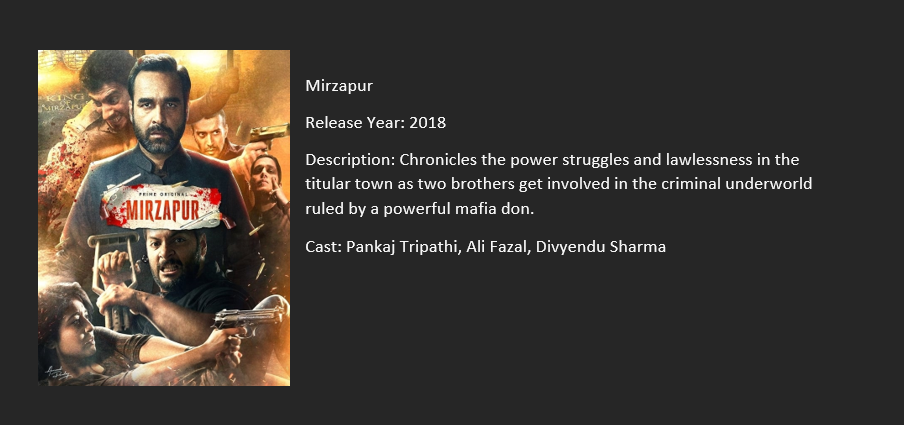 KING
MIRZAPUR
PRIME ORIGINAL
MIRZAPUR
Mirzapur
Release Year: 2018
Description: Chronicles the power struggles and lawlessness in the
titular town as two brothers get involved in the criminal underworld
ruled by a powerful mafia don.
Cast: Pankaj Tripathi, Ali Fazal, Divyendu Sharma